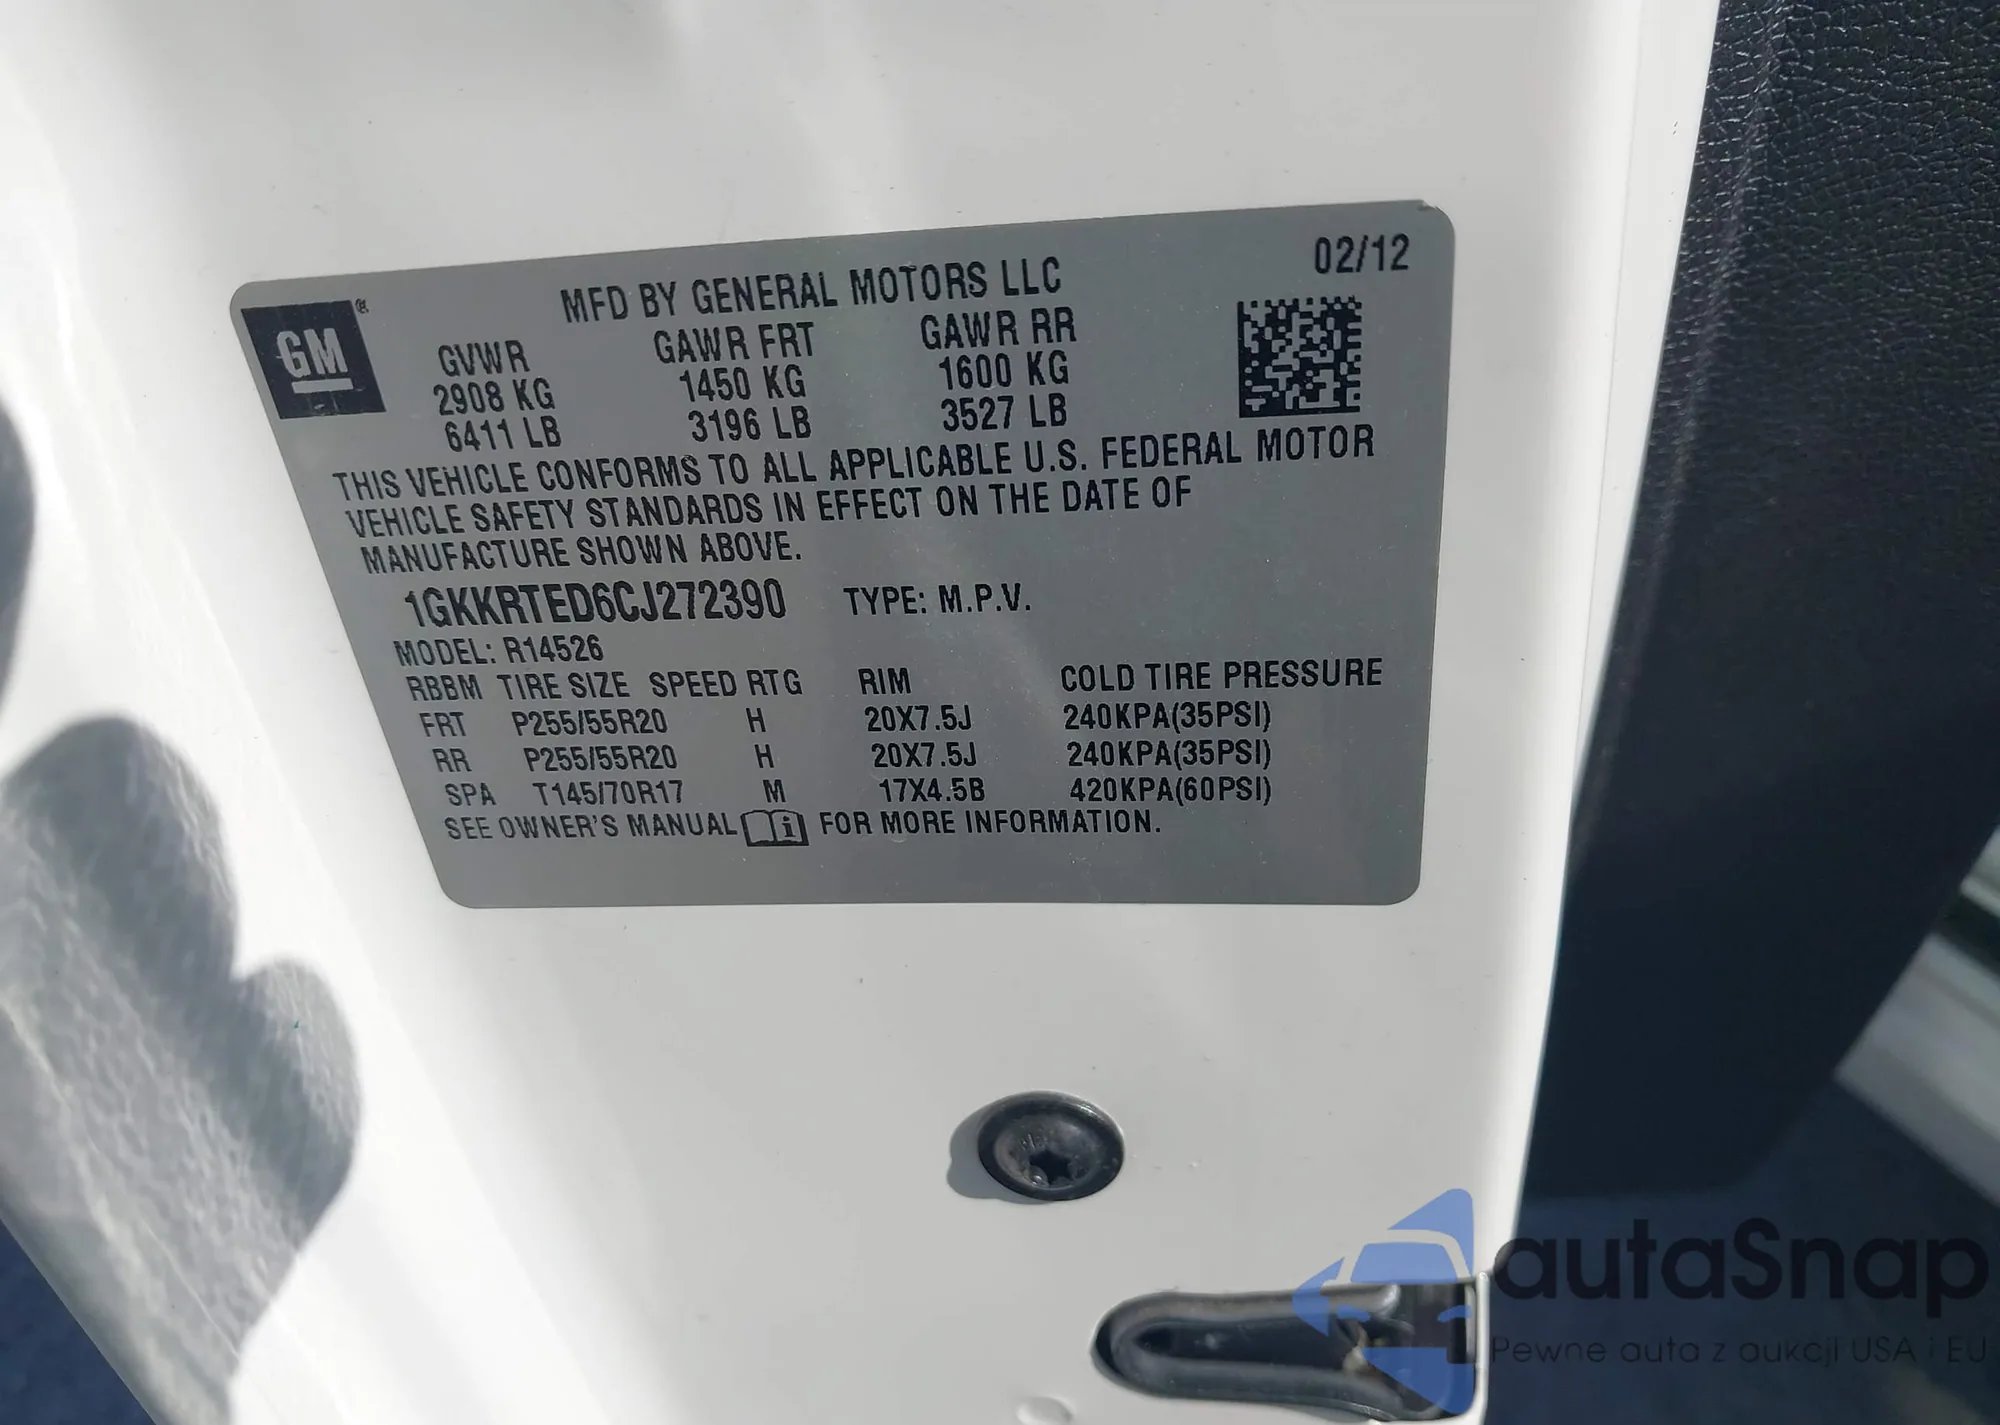 02/12
GM®
MFD BY GENERAL MOTORS LLC
GVWR GAWR FRT GAWR RR
2908 KG 1450 KG 1600 KG
6411 LB 3196 LB 3527 LB
THIS VEHICLE CONFORMS TO ALL APPLICABLE U.S. FEDERAL MOTOR
VEHICLE SAFETY STANDARDS IN EFFECT ON THE DATE OF
MANUFACTURE SHOWN ABOVE.
1GKKRTED6CJ272390 TYPE: M.P.V.
MODEL: R14526
RBBM TIRE SIZE SPEED RTG RIM COLD TIRE PRESSURE
FRT P255/55R20 H 20X7.5J 240KPA(35PSI)
RR P255/55R20 H 20X7.5J 240KPA(35PSI)
SPA T145/70R17 M 17X4.5B 420KPA(60PSI)
SEE OWNER'S MANUAL FOR MORE INFORMATION.
autaSnap
Pewne auta z aukcji USA i EU